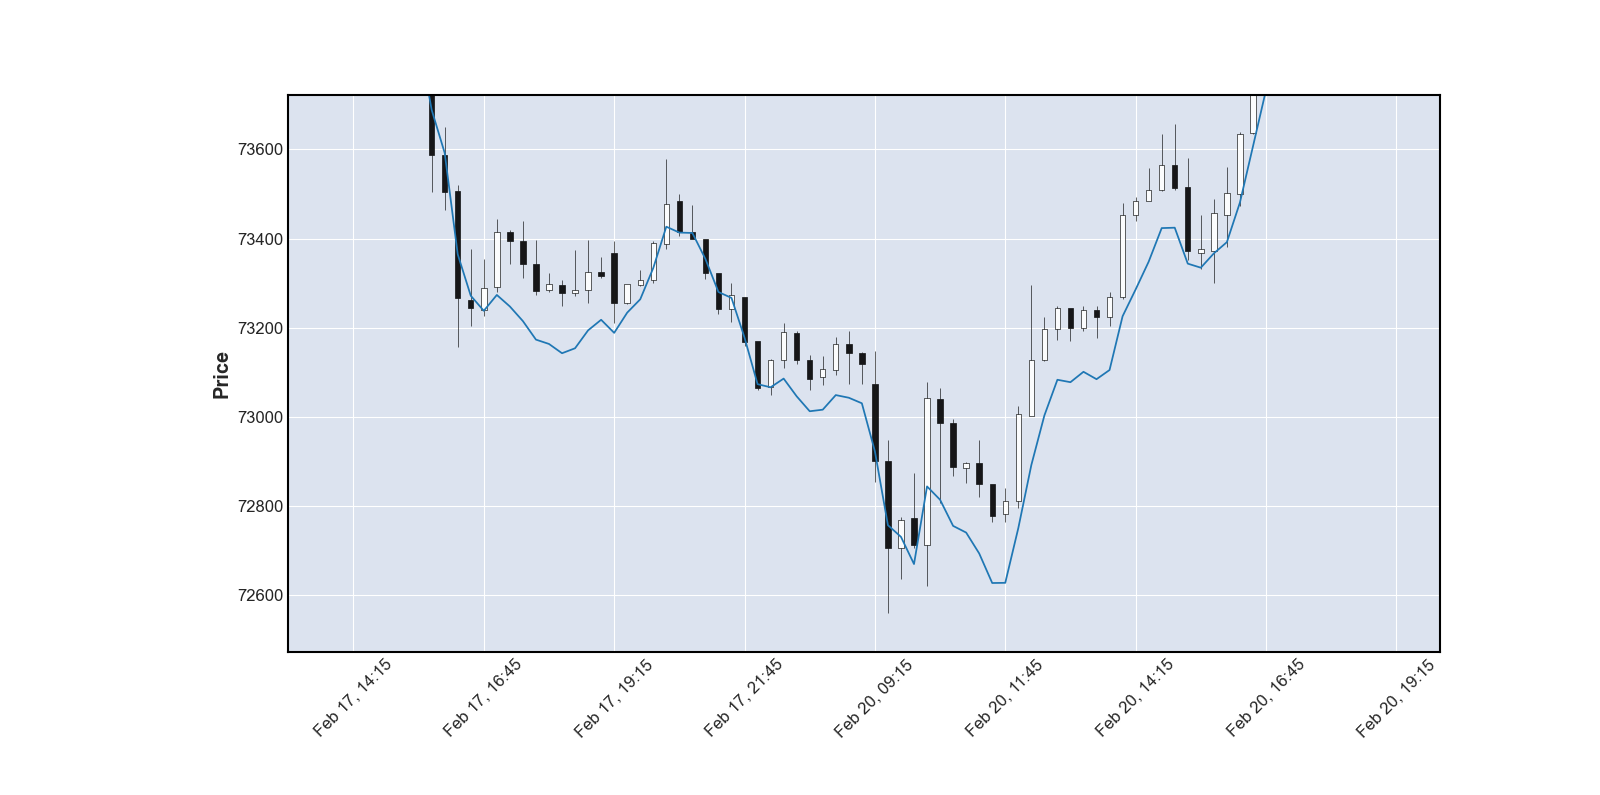 73600
73400
73200
73000
72800
72600
Price
Feb 17, 14:15
Feb 17, 16:45
Feb 17, 19:15
Feb 17, 21:45
Feb 20, 09:15
Feb 20, 11:45
Feb 20, 14:15
Feb 20, 16:45
Feb 20, 19:15